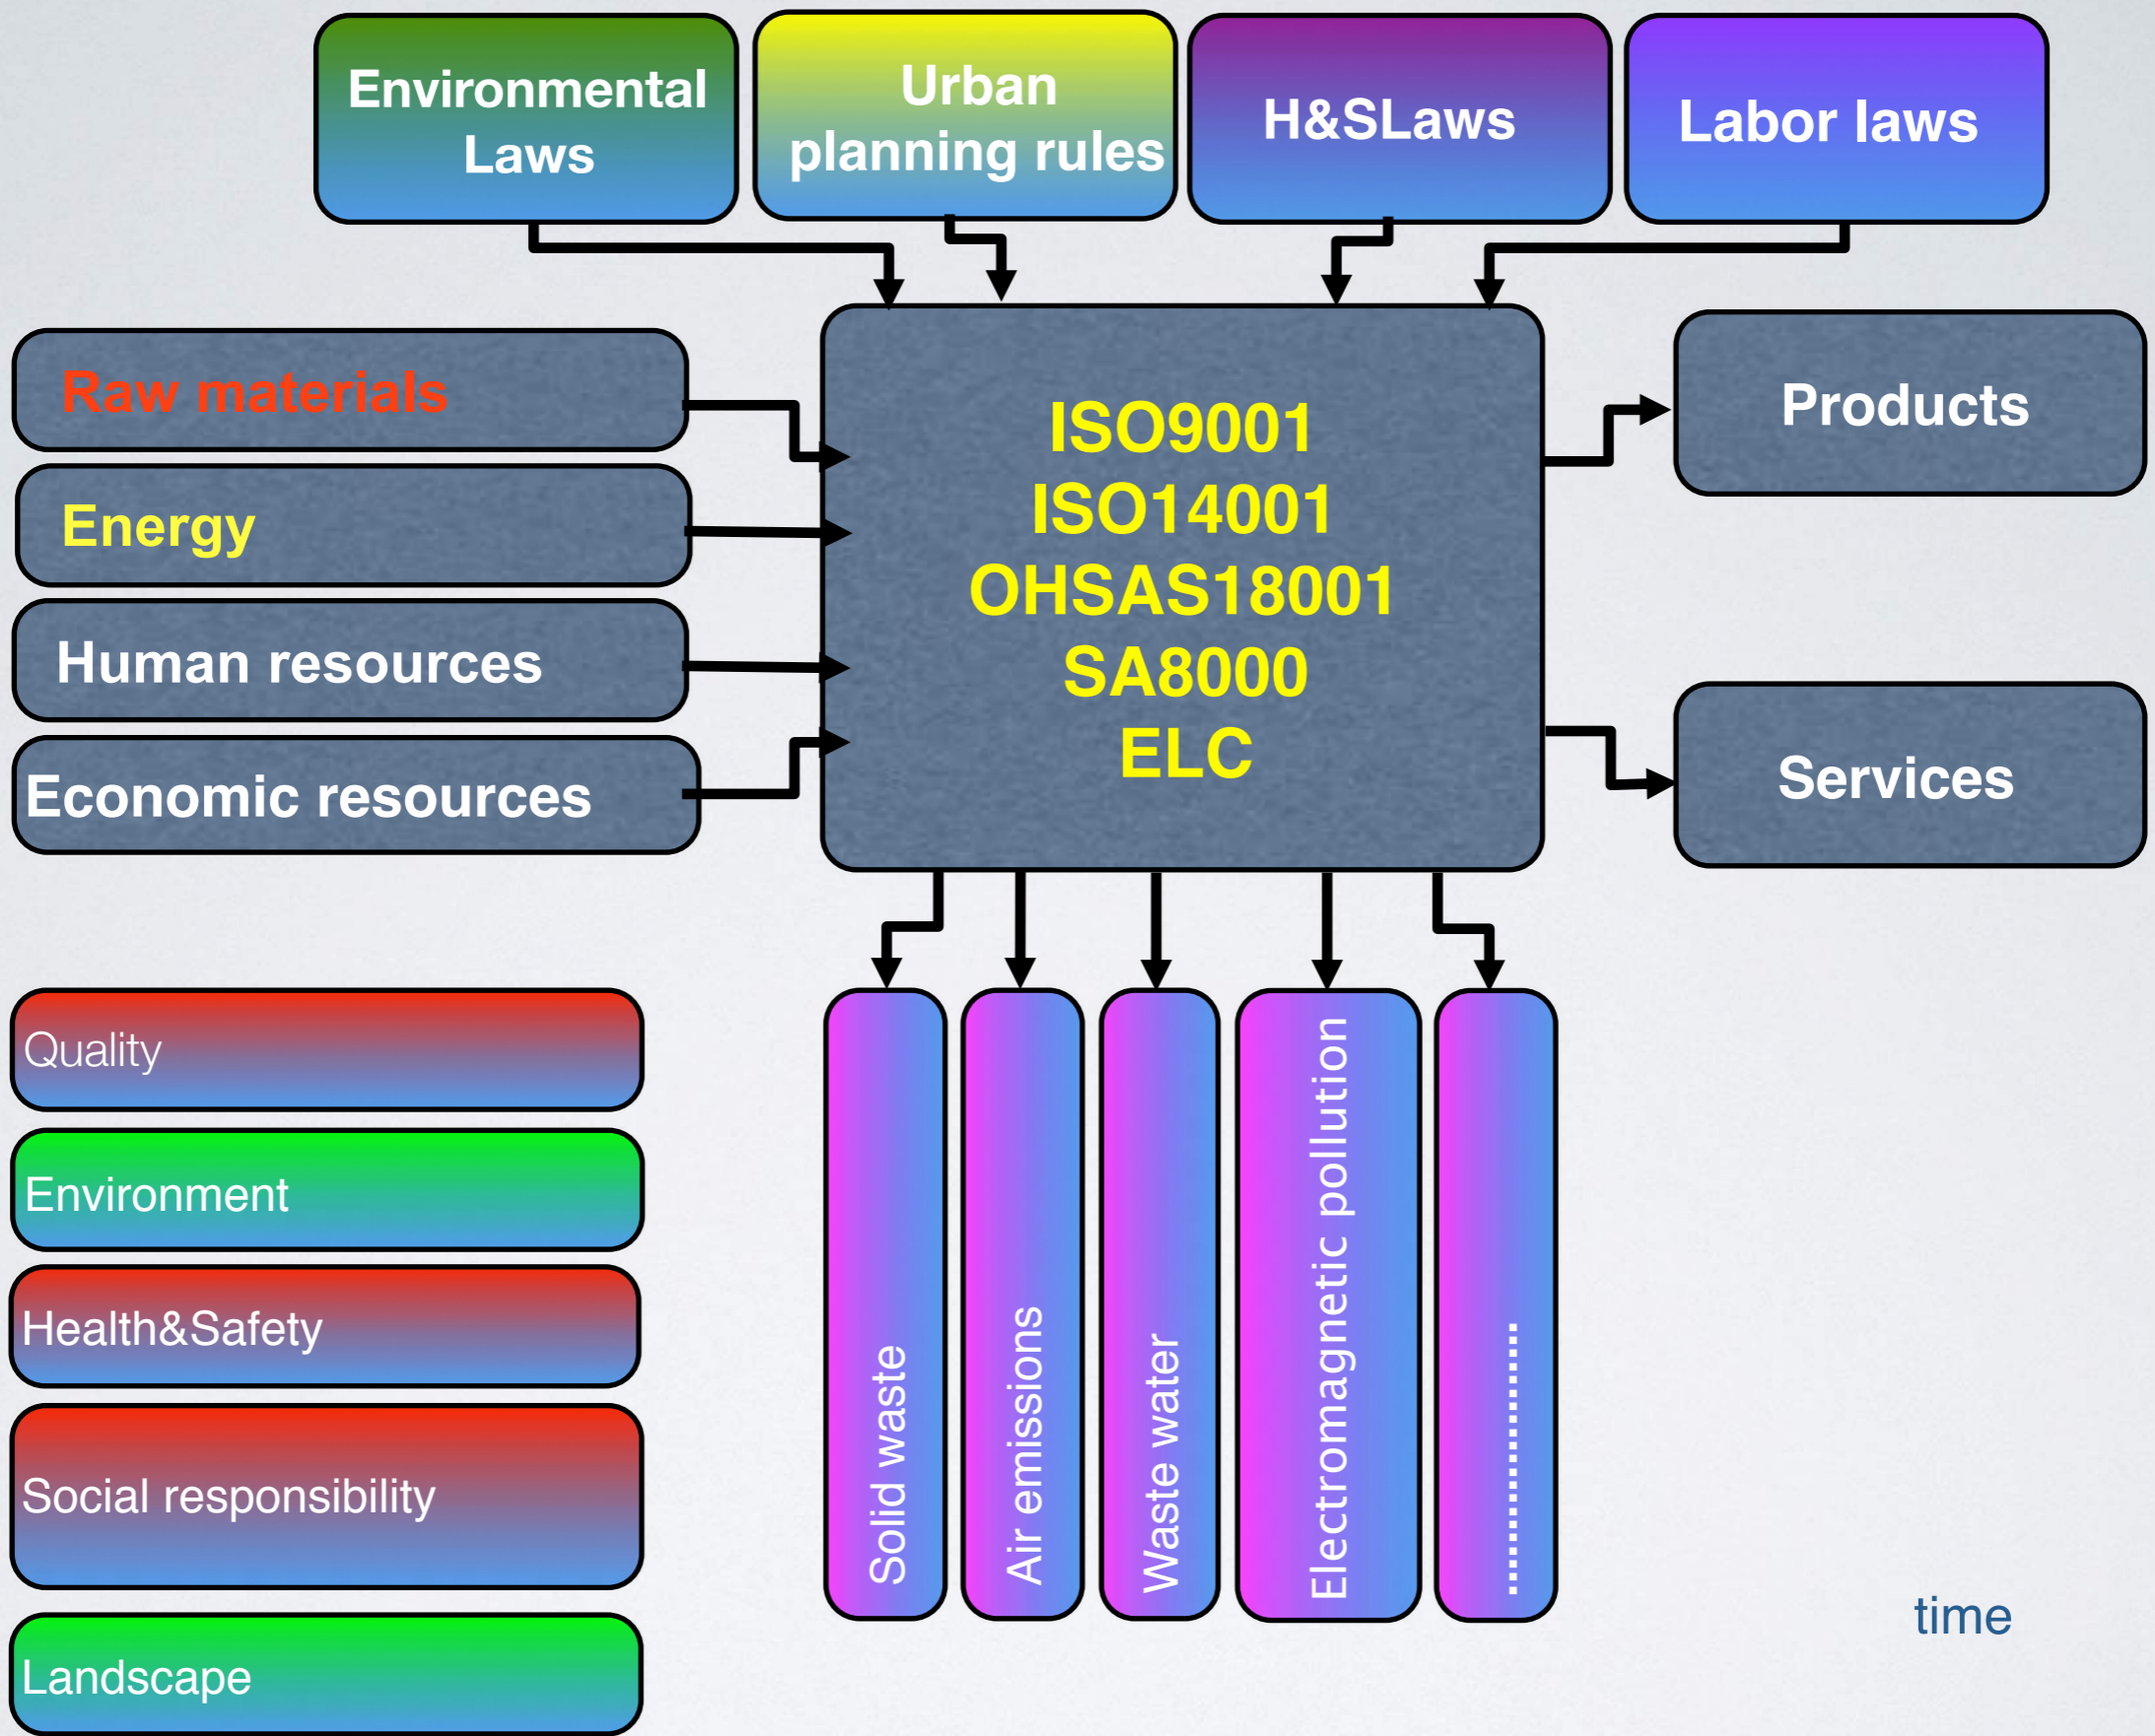 Environmental
Laws
Urban
planning rules
H&SLaws
Labor laws
Raw materials
Energy
Human resources
Economic resources
ISO9001
ISO14001
OHSAS18001
SA8000
ELC
Products
Services
Quality
Environment
Health&Safety
Social responsibility
Landscape
Solid waste
Air emissions
Waste water
Electromagnetic pollution
........................
time